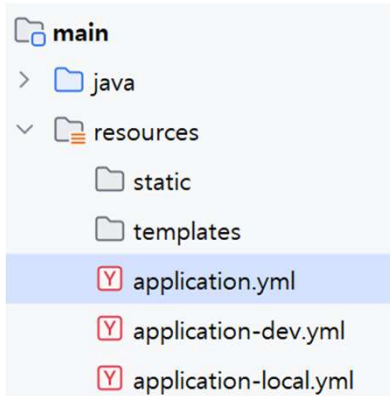 main
java
resources
static
templates
application.yml
application-dev.yml
application-local.yml